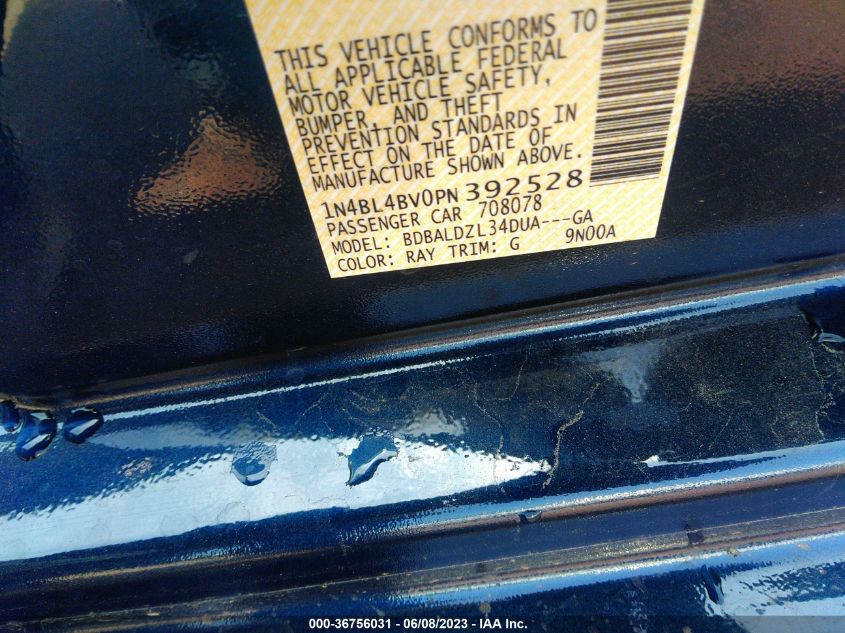 THIS VEHICLE CONFORMS TO
ALL APPLICABLE FEDERAL
MOTOR VEHICLE SAFETY,
BUMPER, AND THEFT
PREVENTION STANDARDS IN
EFFECT ON THE DATE OF
MANUFACTURE SHOWN ABOVE.
1N4BL4BV0PN392528
PASSENGER CAR 708078
MODEL: BDBALDZL34DUA---GA
COLOR: RAY TRIM: G 9N00A
000-36756031 - 06/08/2023 - IAA Inc.